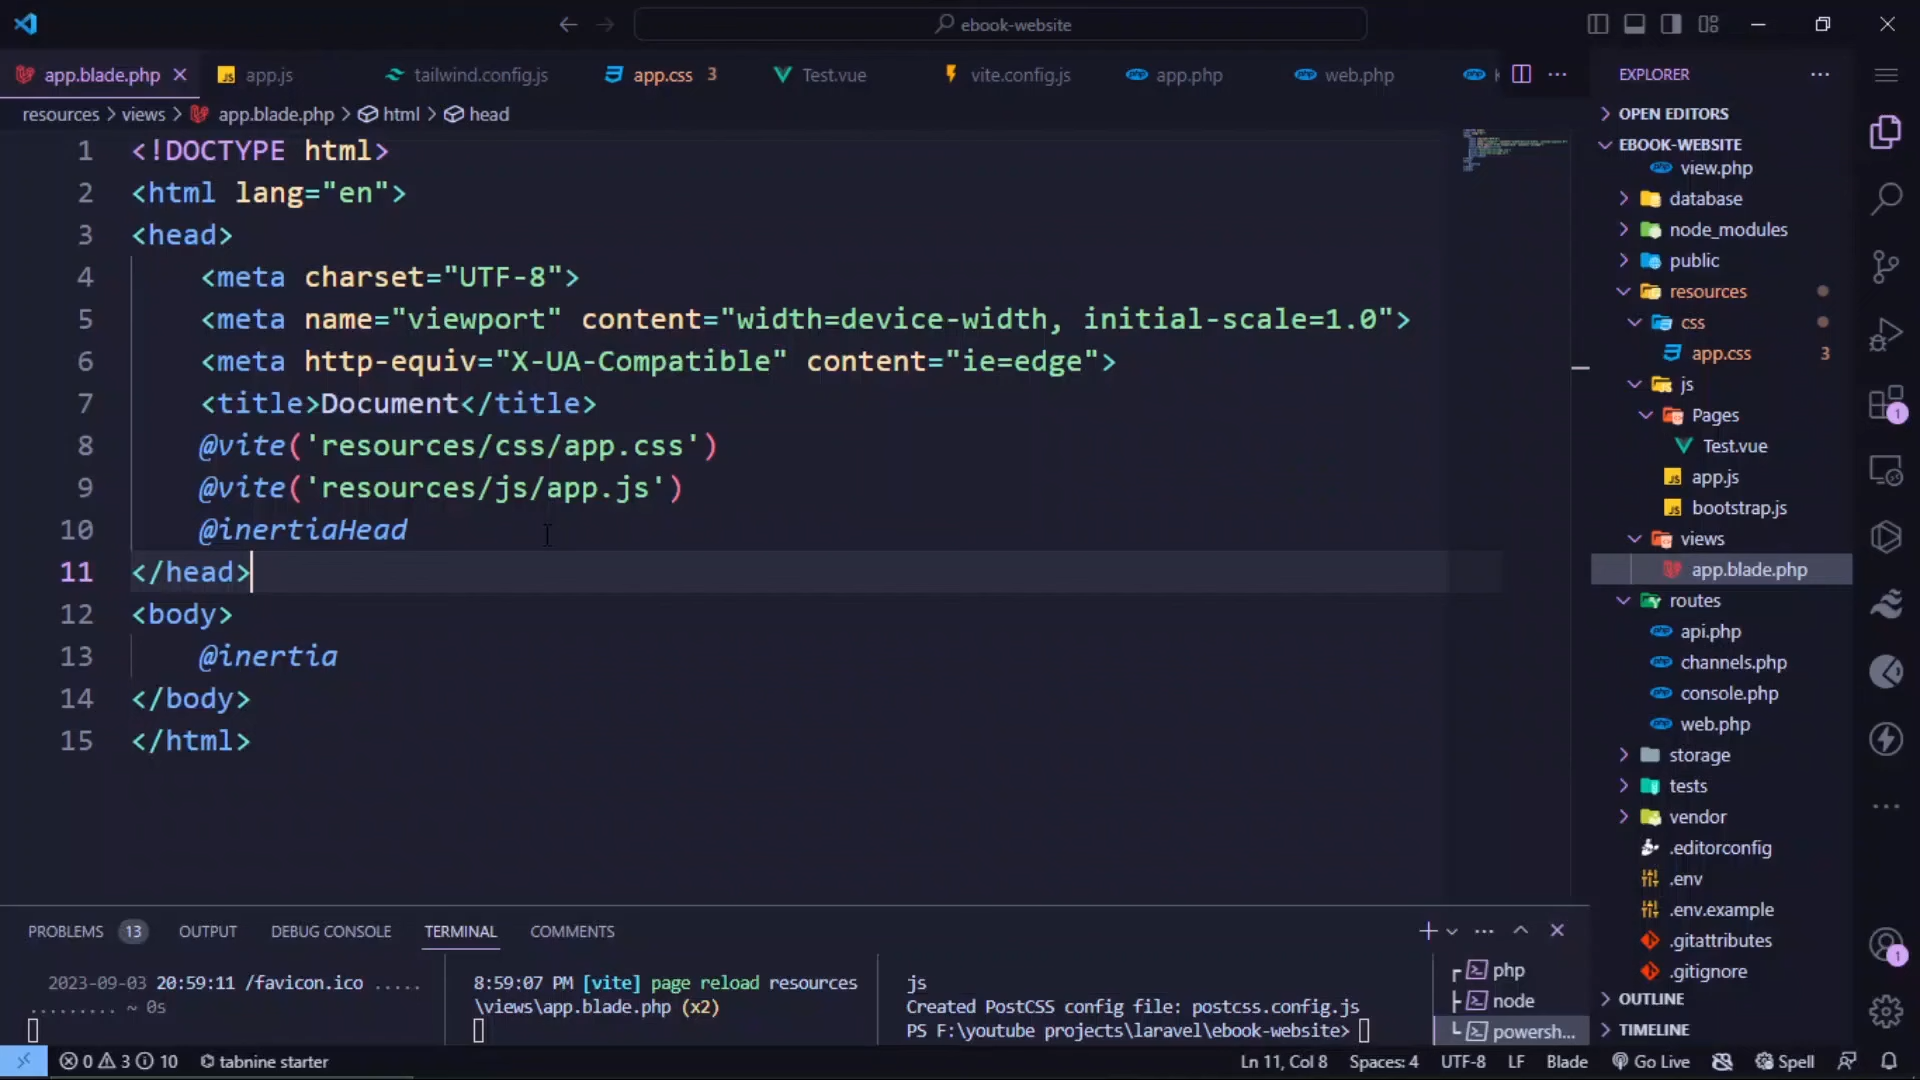 ebook-website
app.blade.php
app.js
tailwind.config.js
app.css 3
Test.vue
vite.config.js
app.php
web.php
resources > views > app.blade.php > html > head
1 <!DOCTYPE html>
2 <html lang="en">
3 <head>
4 <meta charset="UTF-8">
5 <meta name="viewport" content="width=device-width, initial-scale=1.0">
6 <meta http-equiv="X-UA-Compatible" content="ie=edge">
7 <title>Document</title>
8 @vite('resources/css/app.css')
9 @vite('resources/js/app.js')
10 @inertiaHead
11 </head>
12 <body>
13 @inertia
14 </body>
15 </html>
EXPLORER
OPEN EDITORS
EBOOK-WEBSITE
view.php
database
node_modules
public
resources
css
app.css 3
js
Pages
Test.vue
app.js
bootstrap.js
views
app.blade.php
routes
api.php
channels.php
console.php
web.php
storage
tests
vendor
.editorconfig
.env
.env.example
.gitattributes
.gitignore
OUTLINE
TIMELINE
1
1
PROBLEMS 13 OUTPUT DEBUG CONSOLE TERMINAL COMMENTS
2023-09-03 20:59:11 /favicon.ico .....
......... ~ 0s
8:59:07 PM [vite] page reload resources
\views\app.blade.php (x2)
js
Created PostCSS config file: postcss.config.js
PS F:\youtube projects\laravel\ebook-website>
php
node
powersh...
0 3 10 tabnine starter
Ln 11, Col 8 Spaces: 4 UTF-8 LF Blade Go Live Spell